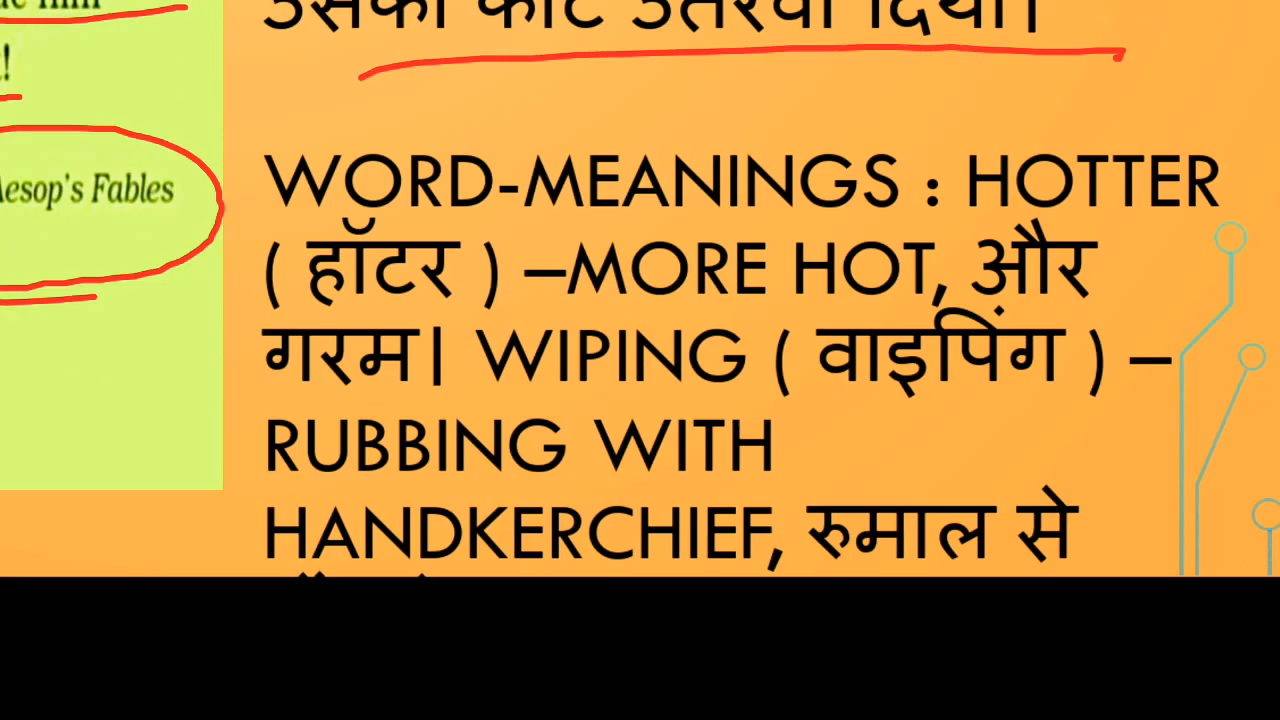 Aesop's Fables
उसका कोट उतरवा दिया।
WORD-MEANINGS : HOTTER
( हॉटर ) –MORE HOT, और
गरम। WIPING ( वाइपिंग ) –
RUBBING WITH
HANDKERCHIEF, रुमाल से